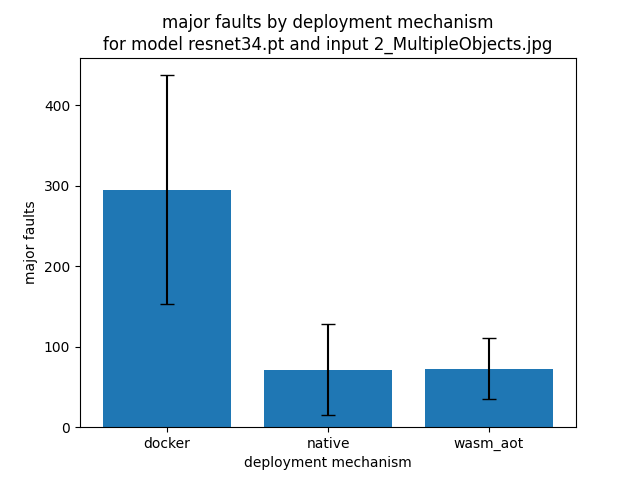 major faults by deployment mechanism
for model resnet34.pt and input 2_MultipleObjects.jpg
400
300
200
100
0
major faults
docker
native
wasm_aot
deployment mechanism